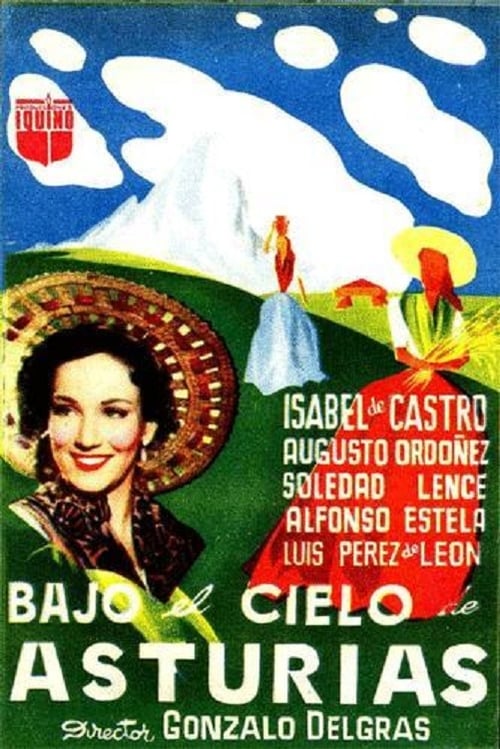 IQUINO
ISABEL de CASTRO
AUGUSTO ORDOÑEZ
SOLEDAD LENCE
ALFONSO ESTELA
LUIS PEREZ de LEON
BAJO el CIELO de
ASTURIAS
Director GONZALO DELGRAS